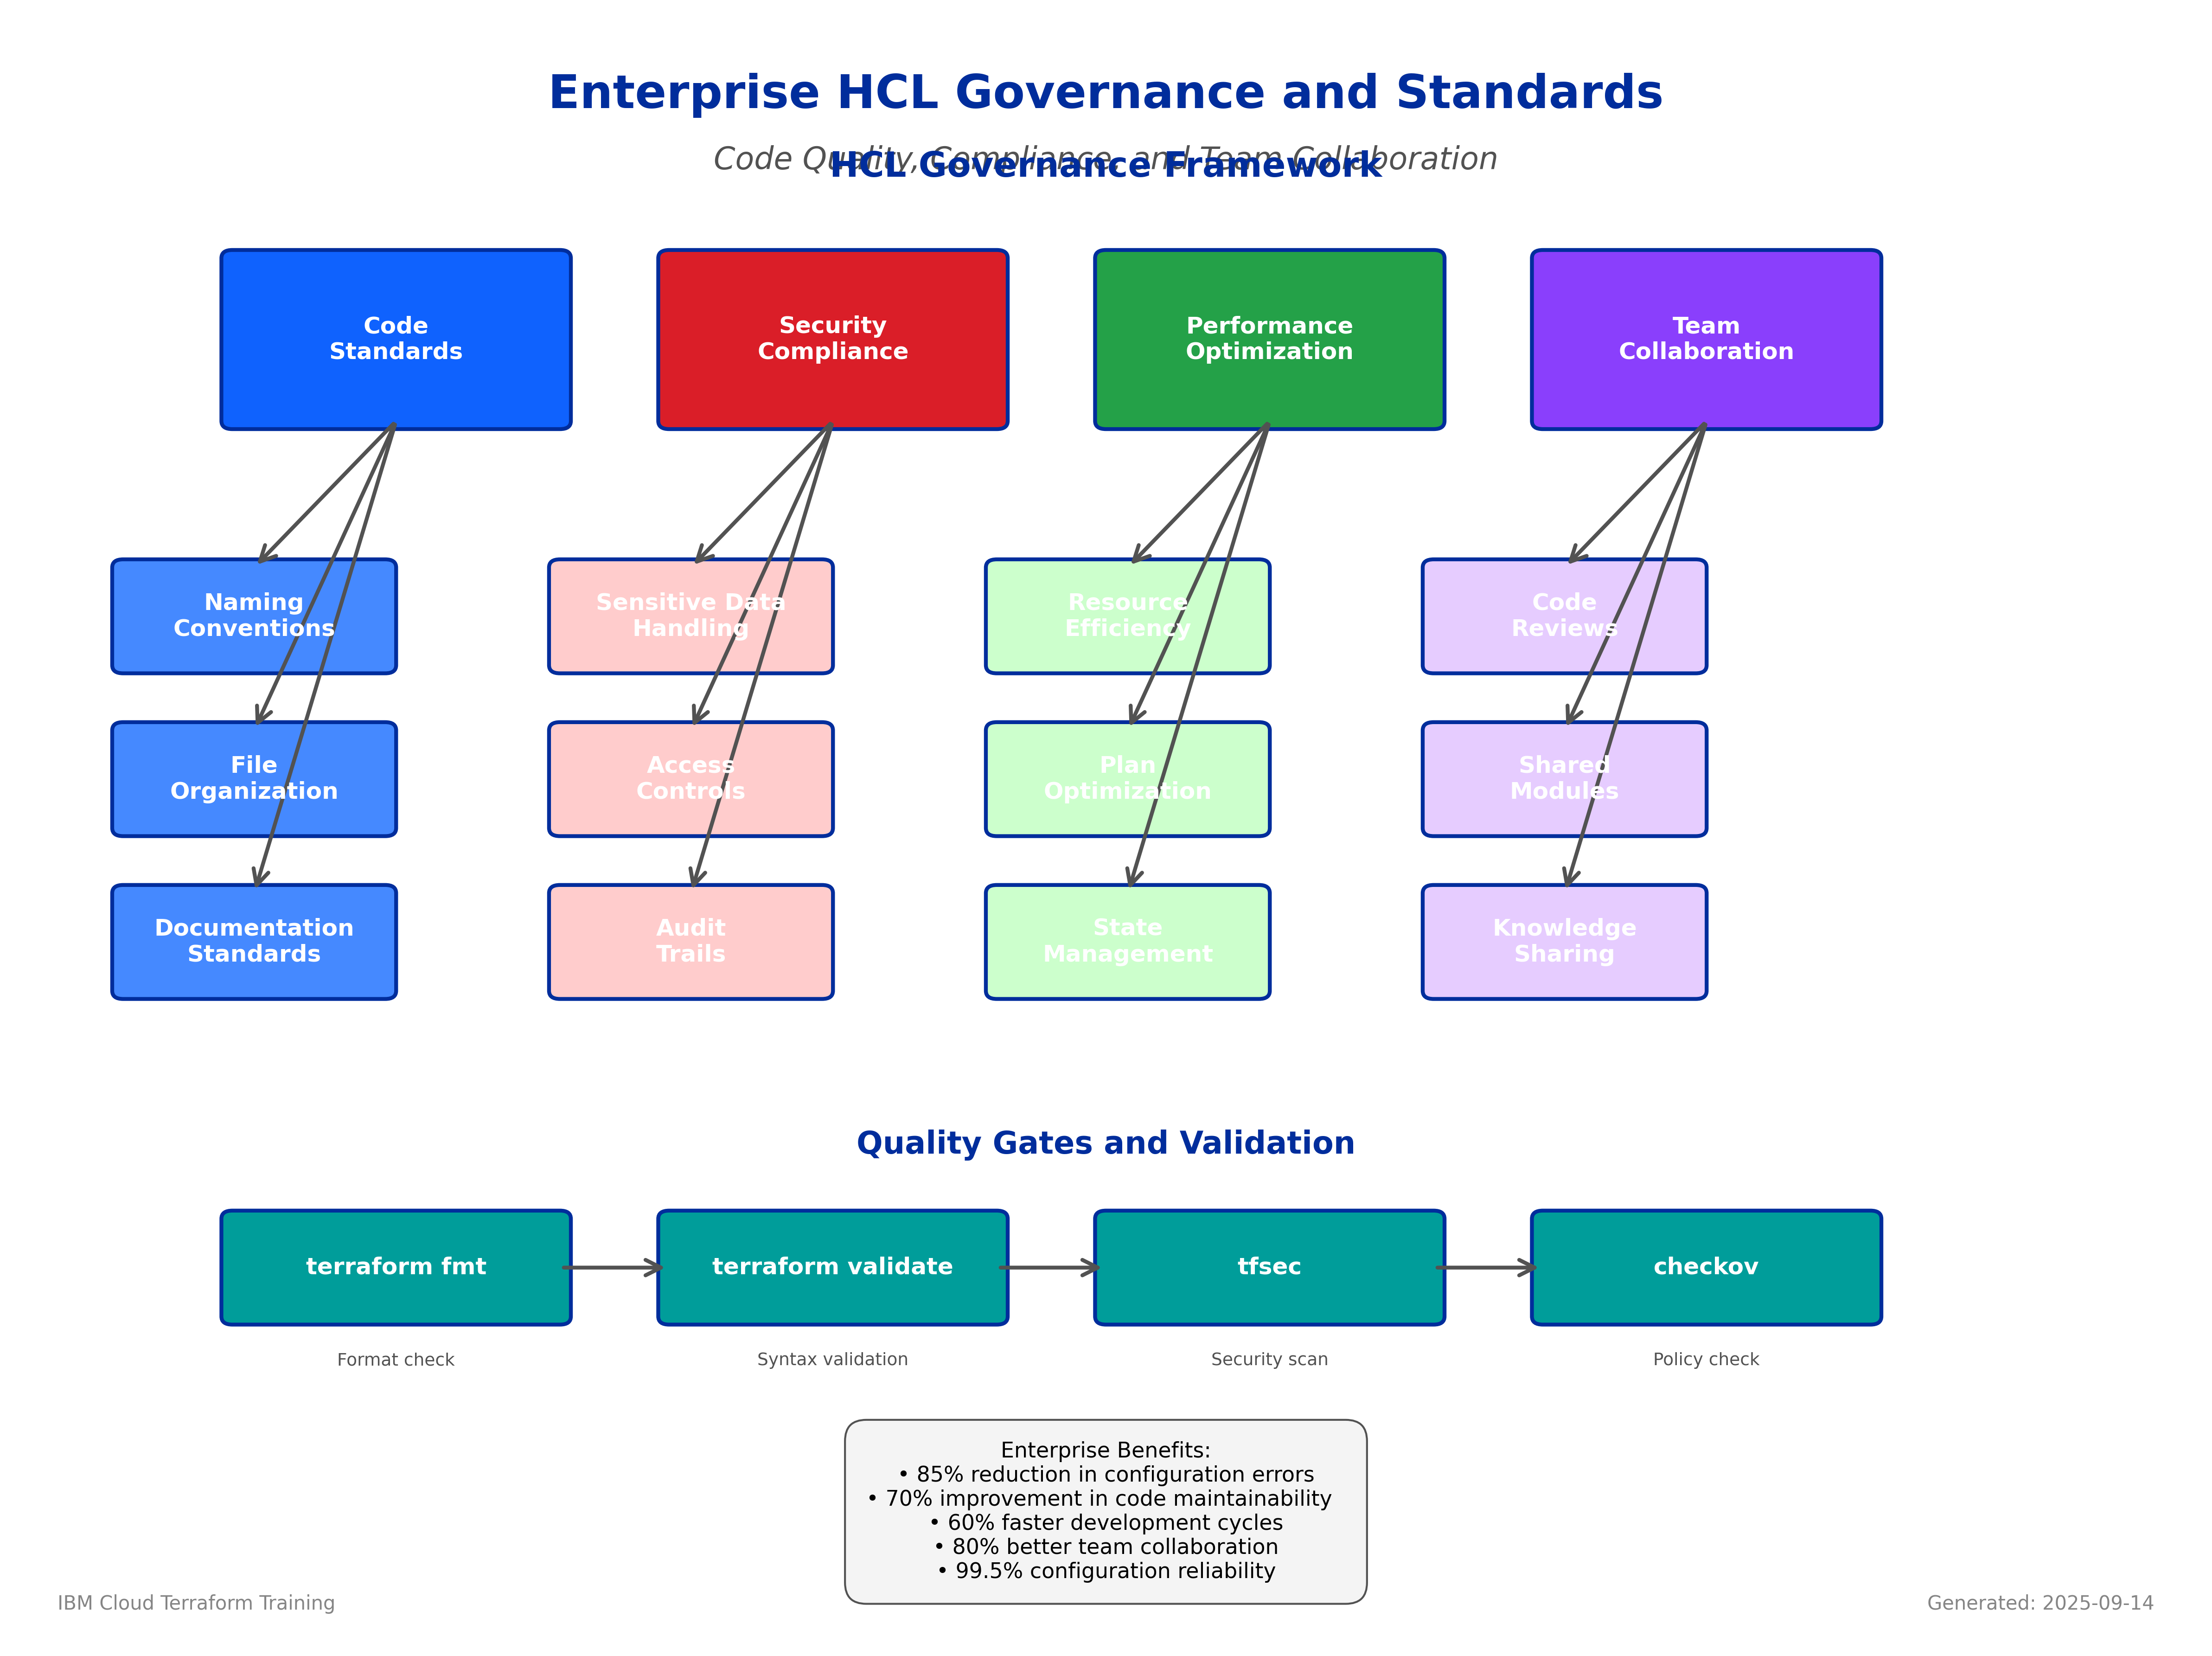 Enterprise HCL Governance and Standards
Code Quality, Compliance, and Team Collaboration
HCL Governance Framework
Code
Standards
Security
Compliance
Performance
Optimization
Team
Collaboration
Naming
Conventions
Sensitive Data
Handling
Resource
Efficiency
Code
Reviews
File
Organization
Access
Controls
Plan
Optimization
Shared
Modules
Documentation
Standards
Audit
Trails
State
Management
Knowledge
Sharing
Quality Gates and Validation
terraform fmt
terraform validate
tfsec
checkov
Format check
Syntax validation
Security scan
Policy check
Enterprise Benefits:
• 85% reduction in configuration errors
• 70% improvement in code maintainability
• 60% faster development cycles
• 80% better team collaboration
• 99.5% configuration reliability
IBM Cloud Terraform Training
Generated: 2025-09-14